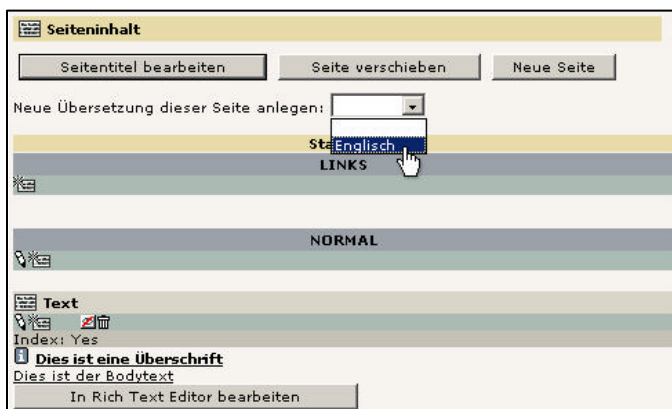 Seiteninhalt
Seitentitel bearbeiten Seite verschieben Neue Seite
Neue Übersetzung dieser Seite anlegen:
Englisch
LINKS
NORMAL
Text
Index: Yes
Dies ist eine Überschrift
Dies ist der Bodytext
In Rich Text Editor bearbeiten